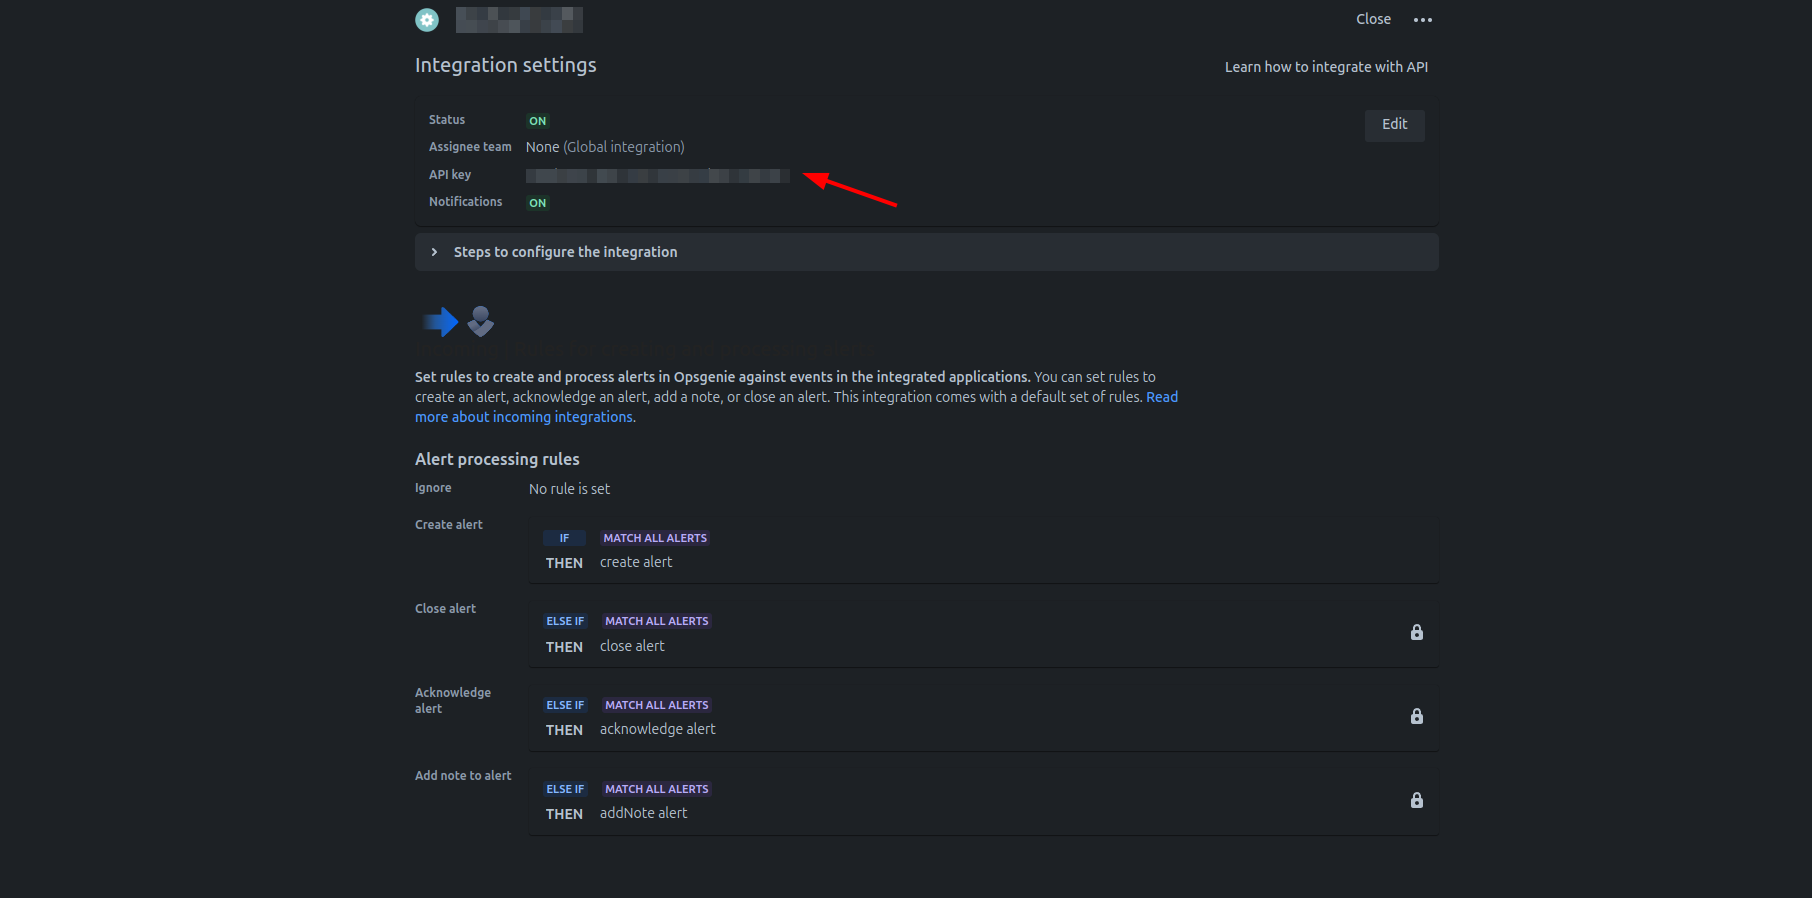 Close
Integration settings
Learn how to integrate with API
Status ON
Edit
Assignee team None (Global integration)
API key
Notifications ON
Steps to configure the integration
Set rules to create and process alerts in Opsgenie against events in the integrated applications. You can set rules to
create an alert, acknowledge an alert, add a note, or close an alert. This integration comes with a default set of rules. Read
more about incoming integrations.
Alert processing rules
Ignore No rule is set
Create alert
IF MATCH ALL ALERTS
THEN create alert
Close alert
ELSE IF MATCH ALL ALERTS
THEN close alert
Acknowledge
alert
ELSE IF MATCH ALL ALERTS
THEN acknowledge alert
Add note to alert
ELSE IF MATCH ALL ALERTS
THEN addNote alert